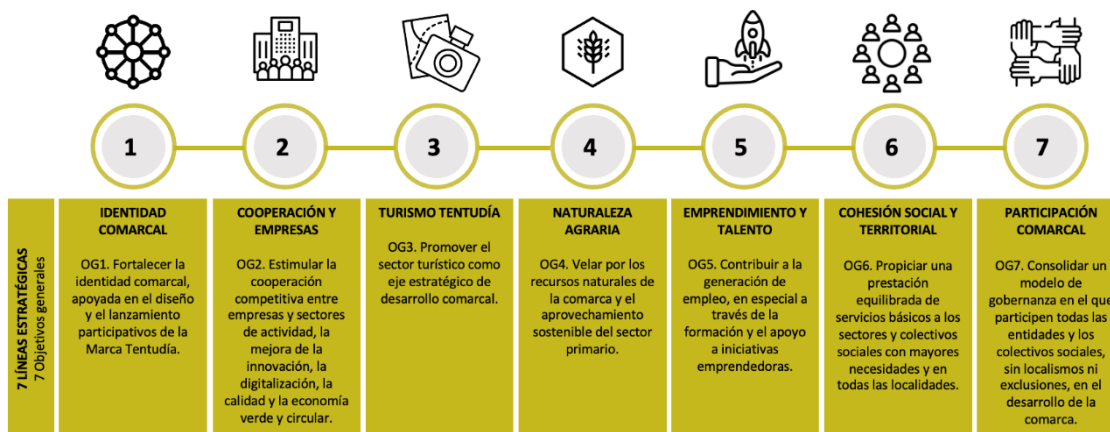 1
2
3
4
5
6
7
7 LÍNEAS ESTRATÉGICAS
7 Objetivos generales
IDENTIDAD
COMARCAL
OG1. Fortalecer la
identidad comarcal,
apoyada en el diseño
y el lanzamiento
participativos de la
Marca Tentudía.
COOPERACIÓN Y
EMPRESAS
OG2. Estimular la
cooperación
competitiva entre
empresas y sectores
de actividad, la
mejora de la
innovación, la
digitalización, la
calidad y la economía
verde y circular.
TURISMO TENTUDÍA
OG3. Promover el
sector turístico como
eje estratégico de
desarrollo comarcal.
NATURALEZA
AGRARIA
OG4. Velar por los
recursos naturales de
la comarca y el
aprovechamiento
sostenible del sector
primario.
EMPRENDIMIENTO Y
TALENTO
OG5. Contribuir a la
generación de
empleo, en especial a
través de la
formación y el apoyo
a iniciativas
emprendedoras.
COHESIÓN SOCIAL Y
TERRITORIAL
OG6. Propiciar una
prestación
equilibrada de
servicios básicos a los
sectores y colectivos
sociales con mayores
necesidades y en
todas las localidades.
PARTICIPACIÓN
COMARCAL
OG7. Consolidar un
modelo de
gobernanza en el que
participen todas las
entidades y los
colectivos sociales,
sin localismos ni
exclusiones, en el
desarrollo de la
comarca.